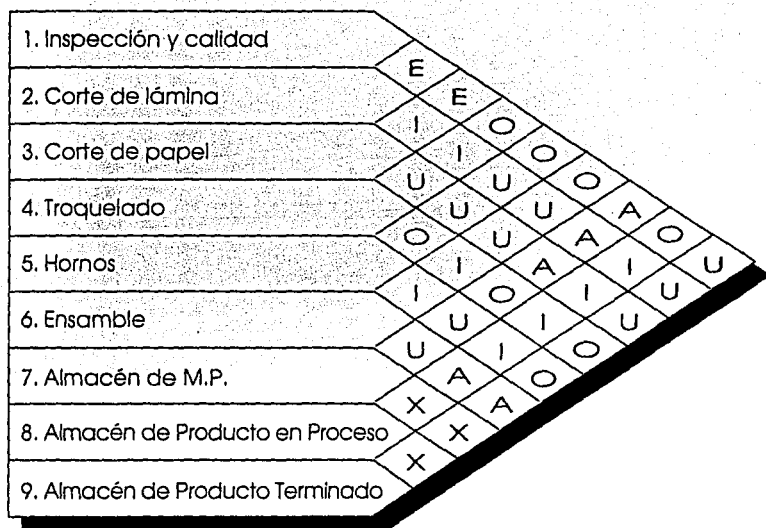 1. Inspección y calidad
E
2. Corte de lámina E
I O
3. Corte de papel I O
U U O
4. Troquelado U U A
O U A O
5. Hornos I A I U
I O I U
6. Ensamble U I U
U I O
7. Almacén de M.P. A O
X A
8. Almacén de Producto en Proceso X
X
9. Almacén de Producto Terminado